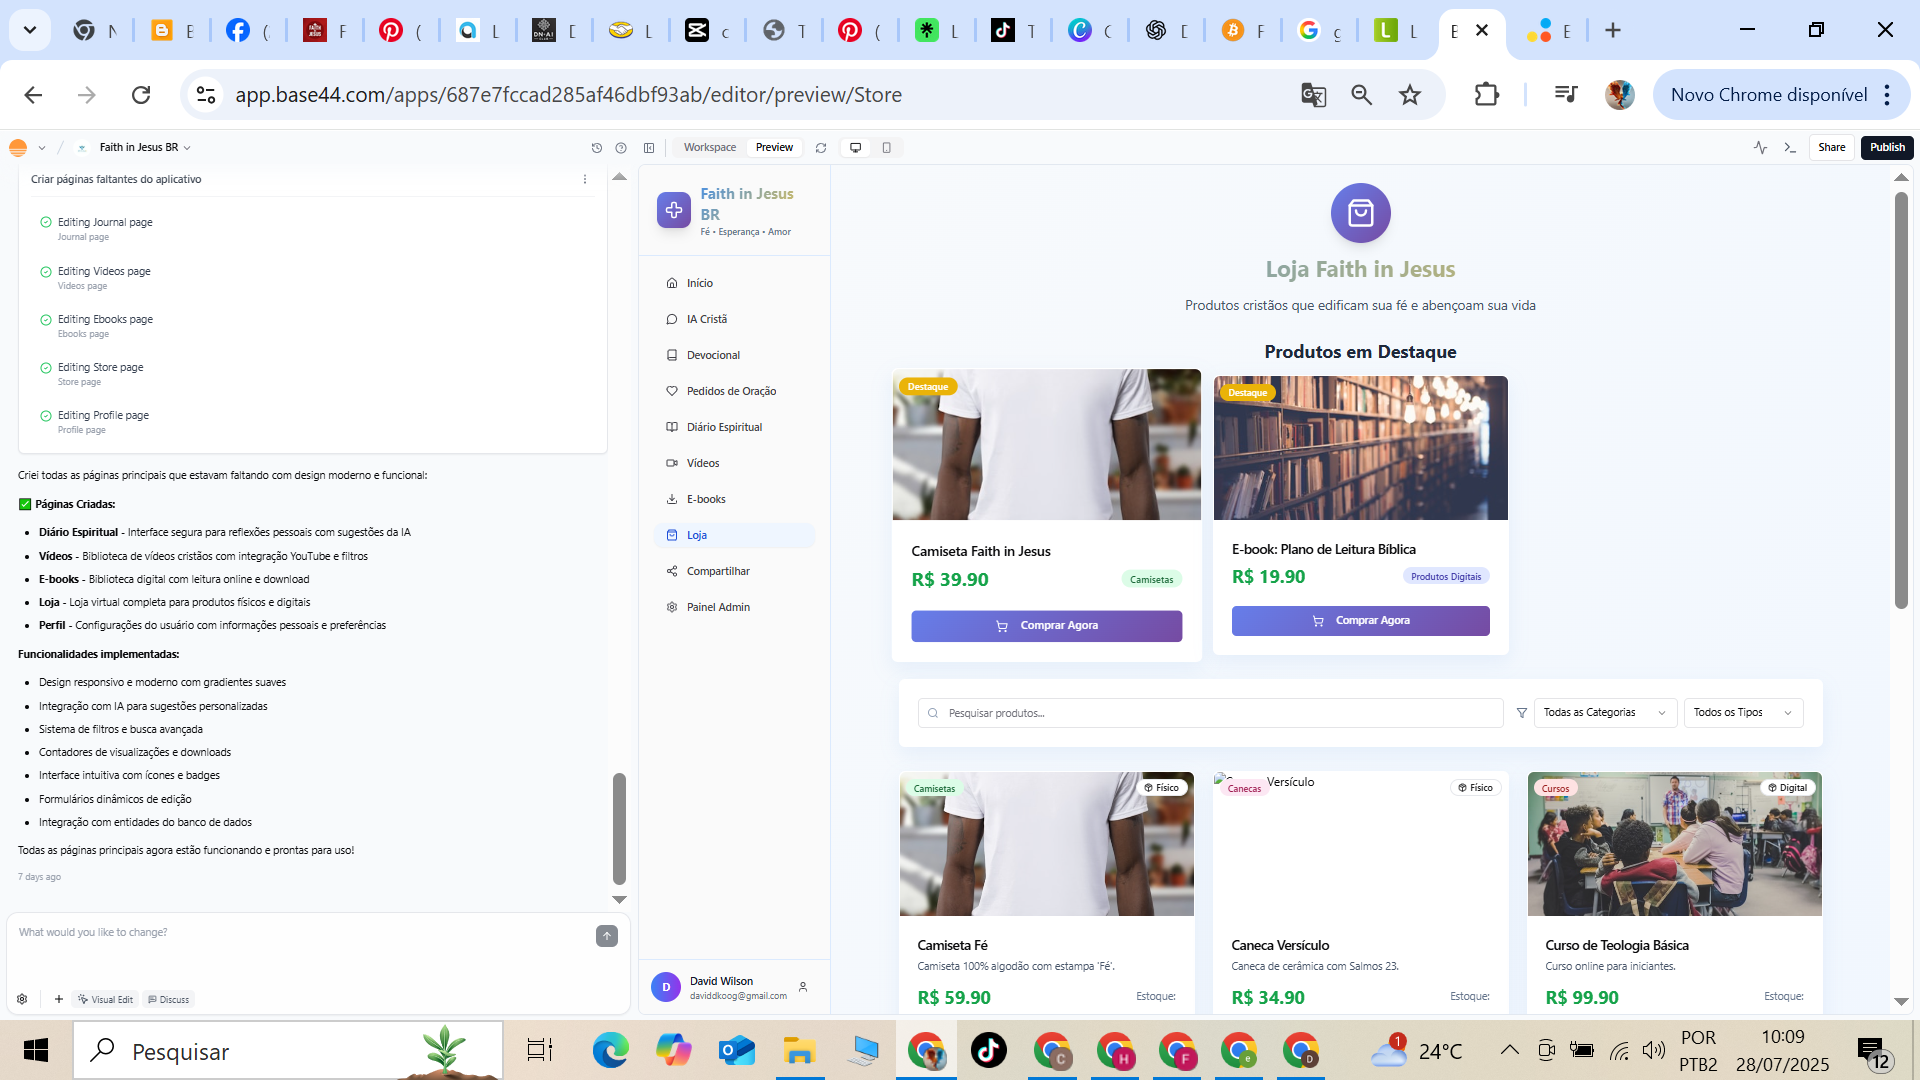 app.base44.com/apps/687e7fccad285af46dbf93ab/editor/preview/Store
Novo Chrome disponível
Faith in Jesus BR
Workspace
Preview
Share
Publish
Criar páginas faltantes do aplicativo
Editing Journal page
Journal page
Editing Videos page
Videos page
Editing Ebooks page
Ebooks page
Editing Store page
Store page
Editing Profile page
Profile page
Criei todas as páginas principais que estavam faltando com design moderno e funcional:
✅ Páginas Criadas:
• Diário Espiritual - Interface segura para reflexões pessoais com sugestões da IA
• Vídeos - Biblioteca de vídeos cristãos com integração YouTube e filtros
• E-books - Biblioteca digital com leitura online e download
• Loja - Loja virtual completa para produtos físicos e digitais
• Perfil - Configurações do usuário com informações pessoais e preferências
Funcionalidades implementadas:
• Design responsivo e moderno com gradientes suaves
• Integração com IA para sugestões personalizadas
• Sistema de filtros e busca avançada
• Contadores de visualizações e downloads
• Interface intuitiva com ícones e badges
• Formulários dinâmicos de edição
• Integração com entidades do banco de dados
Todas as páginas principais agora estão funcionando e prontas para uso!
7 days ago
What would you like to change?
Visual Edit
Discuss
Faith in Jesus
BR
Fé • Esperança • Amor
Início
IA Cristã
Devocional
Pedidos de Oração
Diário Espiritual
Vídeos
E-books
Loja
Compartilhar
Painel Admin
D
David Wilson
daviddkoog@gmail.com
Loja Faith in Jesus
Produtos cristãos que edificam sua fé e abençoam sua vida
Produtos em Destaque
Destaque
Camiseta Faith in Jesus
R$ 39.90
Camisetas
Comprar Agora
Destaque
E-book: Plano de Leitura Bíblica
R$ 19.90
Produtos Digitais
Comprar Agora
Pesquisar produtos...
Todas as Categorias
Todos os Tipos
Camisetas
Físico
Camiseta Fé
Camiseta 100% algodão com estampa 'Fé'.
R$ 59.90
Estoque:
Versículo
Canecas
Físico
Caneca Versículo
Caneca de cerâmica com Salmos 23.
R$ 34.90
Estoque:
Cursos
Digital
Curso de Teologia Básica
Curso online para iniciantes.
R$ 99.90
Estoque:
Pesquisar
1
24°C
POR
PTB2
10:09
28/07/2025
12